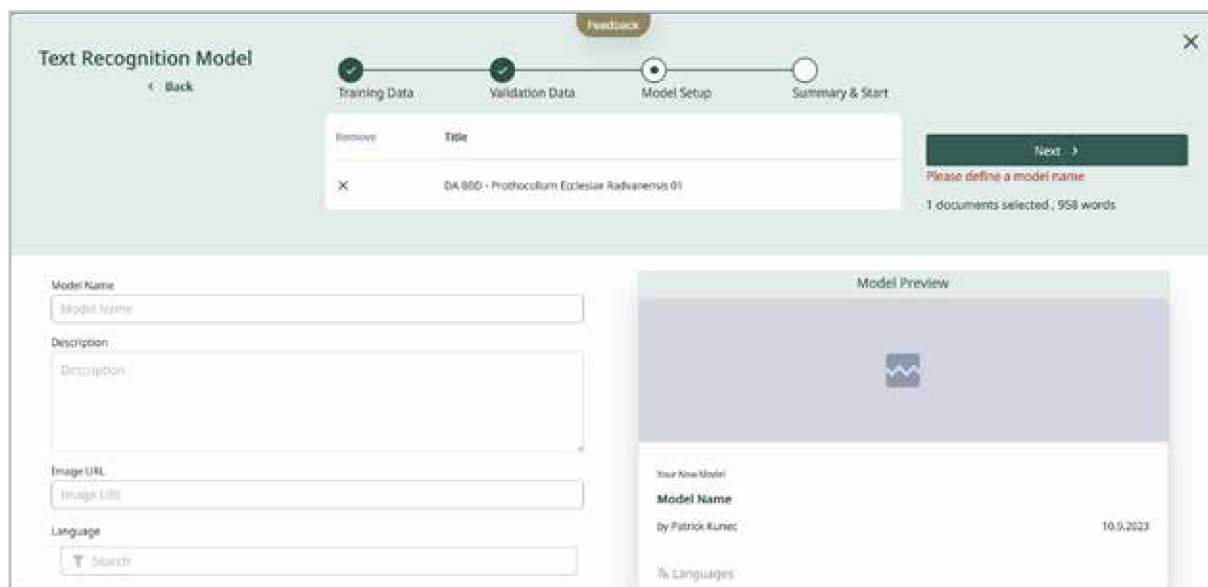 Feedback
Text Recognition Model
< Back
Training Data
Validation Data
Model Setup
Summary & Start
Remove
Title
DA BBD - Prothocollum Ecclesiae Radvanensis 01
Next >
Please define a model name
1 documents selected , 958 words
Model Name
Model Name
Description
Description
Image URL
Image URL
Language
Search
Model Preview
Your New Model
Model Name
by Patrick Kunec
10.9.2023
Languages